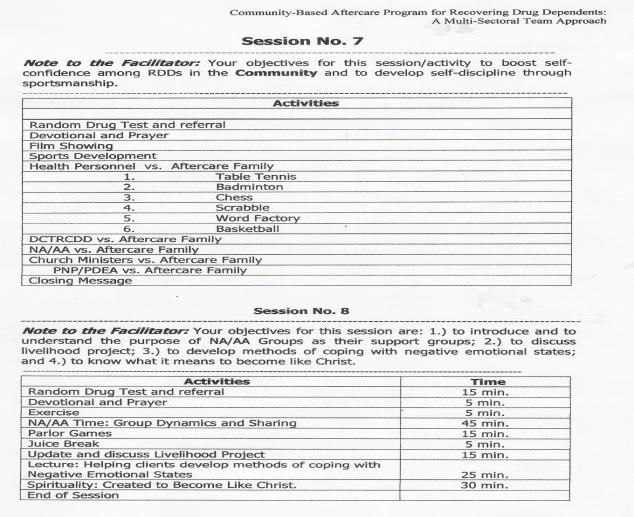 Community-Based Aftercare Program for Recovering Drug Dependents:
A Multi-Sectoral Team Approach
Session No. 7
Note to the Facilitator: Your objectives for this session/activity to boost self-
confidence among RDDs in the Community and to develop self-discipline through
sportsmanship.
Activities
Random Drug Test and referral
Devotional and Prayer
Film Showing
Sports Development
Health Personnel vs. Aftercare Family
1. Table Tennis
2. Badminton
3. Chess
4. Scrabble
5. Word Factory
6. Basketball
DCTRCDD vs. Aftercare Family
NA/AA vs. Aftercare Family
Church Ministers vs. Aftercare Family
PNP/PDEA vs. Aftercare Family
Closing Message
Session No. 8
Note to the Facilitator: Your objectives for this session are: 1.) to introduce and to
understand the purpose of NA/AA Groups as their support groups; 2.) to discuss
livelihood project; 3.) to develop methods of coping with negative emotional states;
and 4.) to know what it means to become like Christ.
Activities Time
Random Drug Test and referral 15 min.
Devotional and Prayer 5 min.
Exercise 5 min.
NA/AA Time: Group Dynamics and Sharing 45 min.
Parlor Games 15 min.
Juice Break 5 min.
Update and discuss Livelihood Project 15 min.
Lecture: Helping clients develop methods of coping with
Negative Emotional States 25 min.
Spirituality: Created to Become Like Christ. 30 min.
End of Session